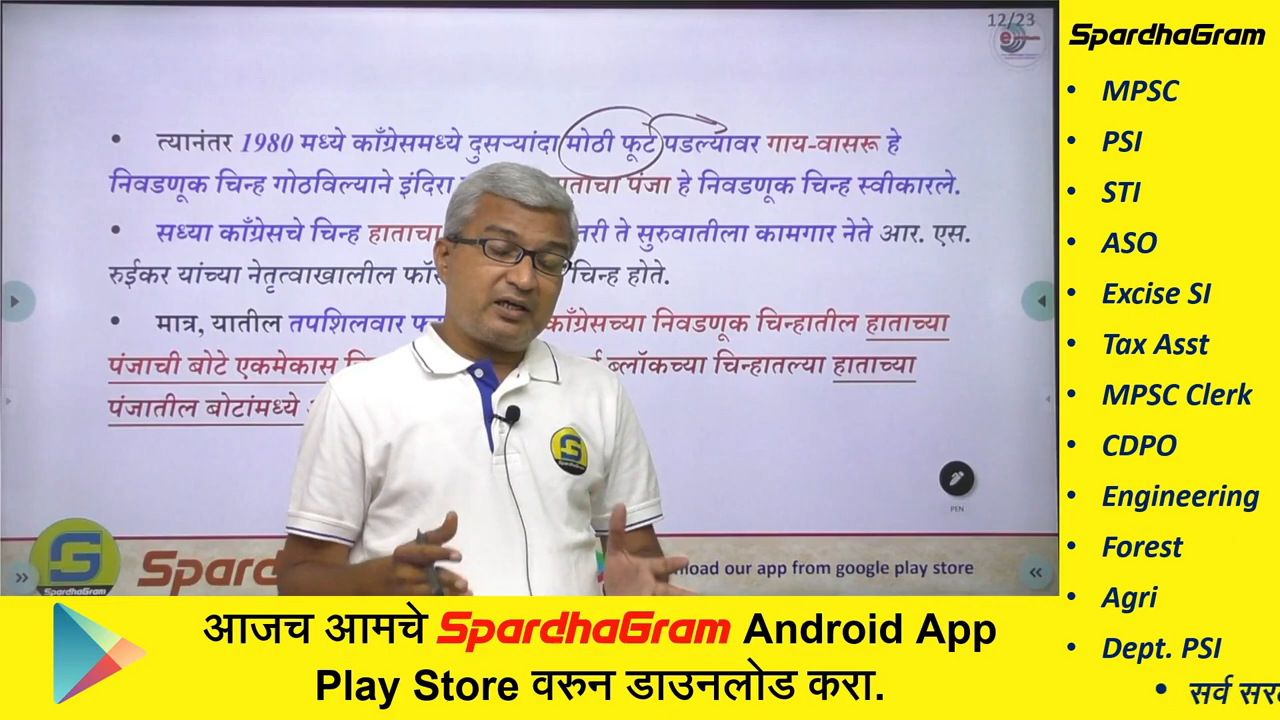 12/23
e
• त्यानंतर 1980 मध्ये काँग्रेसमध्ये दुसऱ्यांदा मोठी फूट पडल्यावर गाय-वासरू हे
निवडणूक चिन्ह गोठविल्याने इंदिरा पंजा हे निवडणूक चिन्ह स्वीकारले.
• सध्या काँग्रेसचे चिन्ह हाताचा तरी ते सुरुवातीला कामगार नेते आर. एस.
रुईकर यांच्या नेतृत्वाखालील चिन्ह होते.
• मात्र, यातील तपशिलवार काँग्रेसच्या निवडणूक चिन्हातील हाताच्या
पंजाची बोटे एकमेकास ब्लॉकच्या चिन्हातल्या हाताच्या
पंजातील बोटांमध्ये
PEN
SpardhaGram
our app from google play store
SpardhaGram
आजच आमचे SpardhaGram Android App
Play Store वरुन डाउनलोड करा.
SpardhaGram
• MPSC
• PSI
• STI
• ASO
• Excise SI
• Tax Asst
• MPSC Clerk
• CDPO
• Engineering
• Forest
• Agri
• Dept. PSI
• सर्व